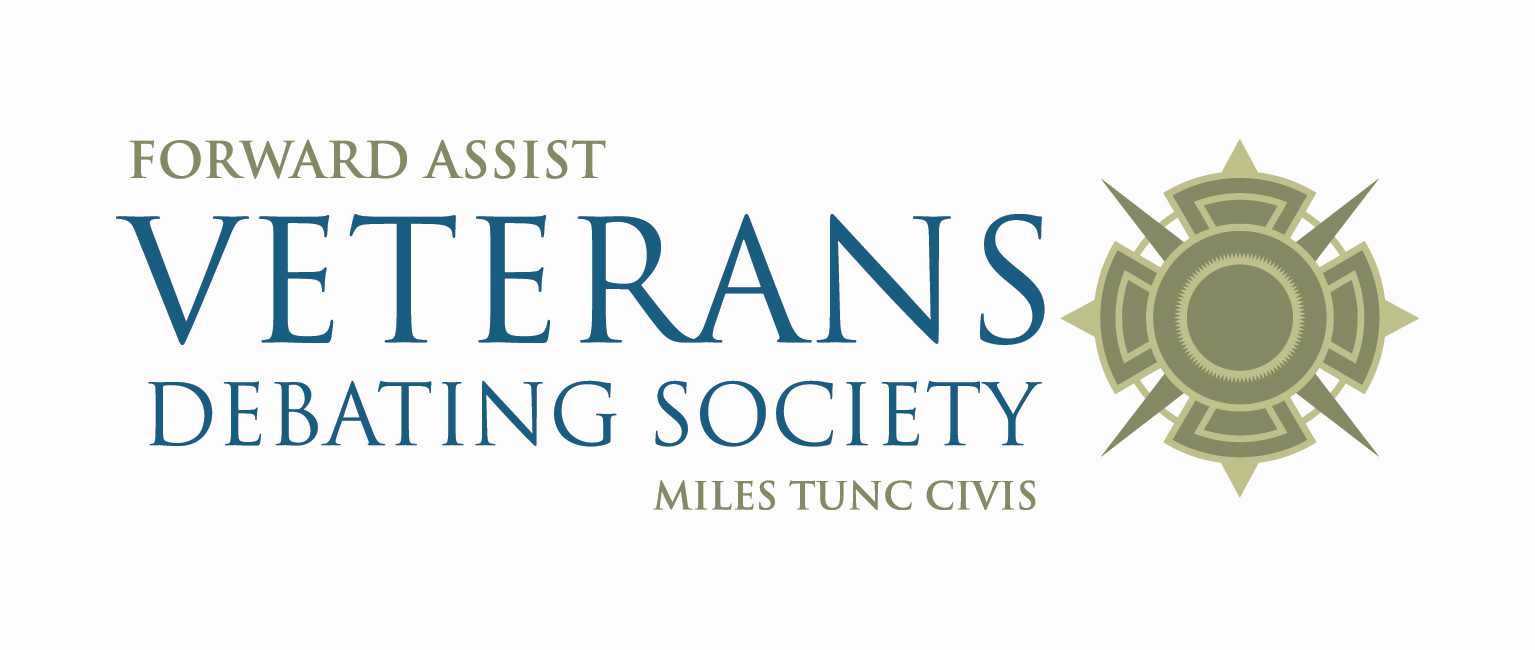 FORWARD ASSIST
VETERANS
DEBATING SOCIETY
MILES TUNC CIVIS